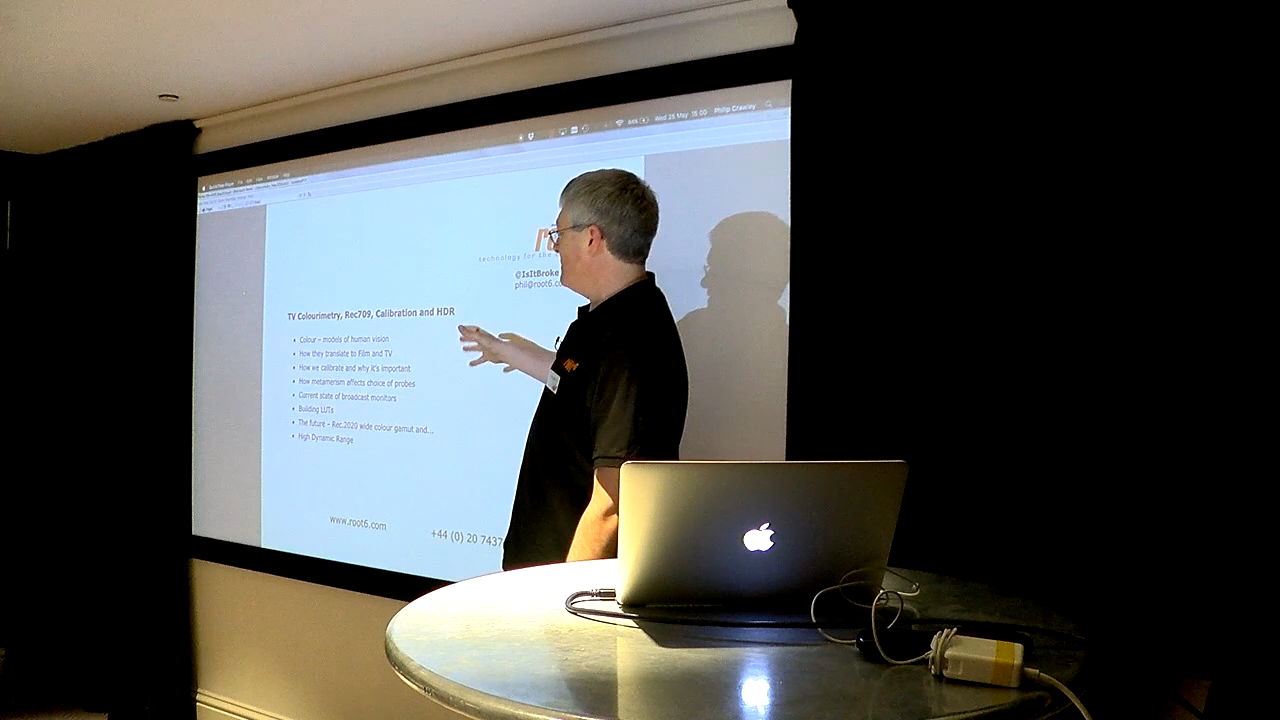 Wed 25 May 15:00 Philip Crawley
technology for the
@IsItBroke
phil@root6.co
TV Colourimetry, Rec709, Calibration and HDR
• Colour – models of human vision
• How they translate to Film and TV
• How we calibrate and why it's important
• How metamerism affects choice of probes
• Current state of broadcast monitors
• Building LUTs
• The future – Rec.2020 wide colour gamut and...
• High Dynamic Range
www.root6.com
+44 (0) 20 7437